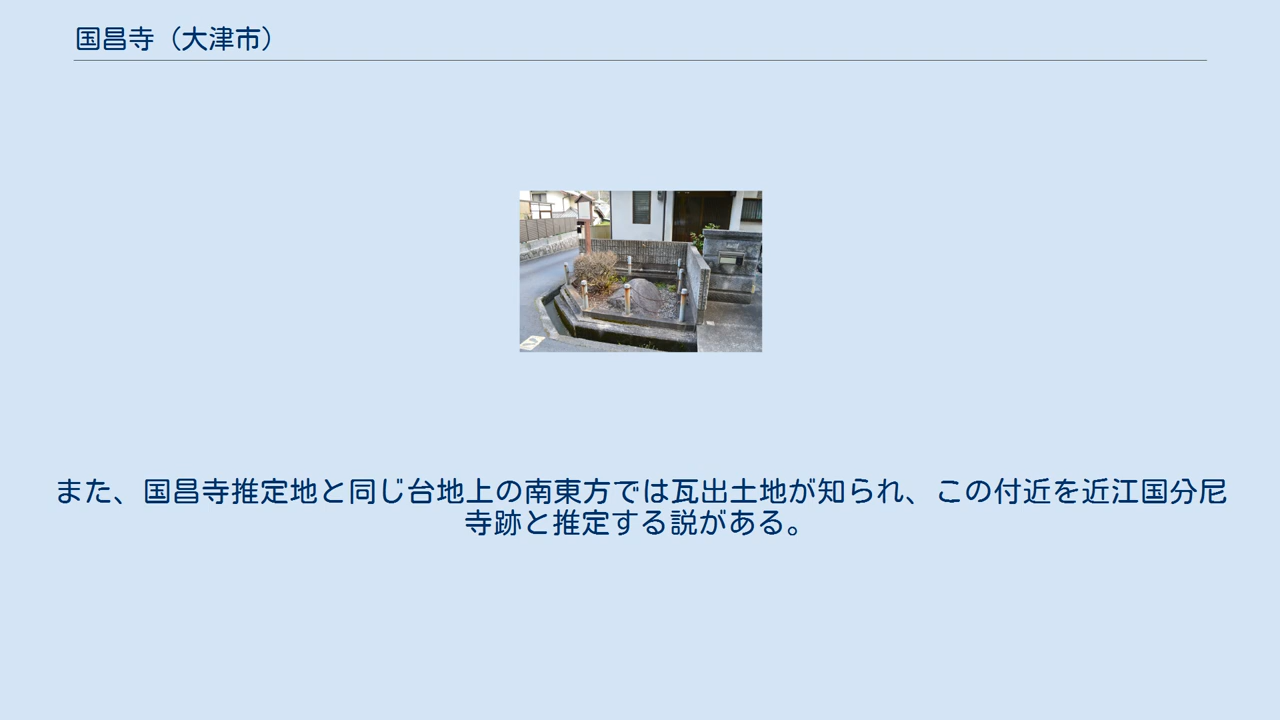 国昌寺（大津市）
また、国昌寺推定地と同じ台地上の南東方では瓦出土地が知られ、この付近を近江国分尼
寺跡と推定する説がある。